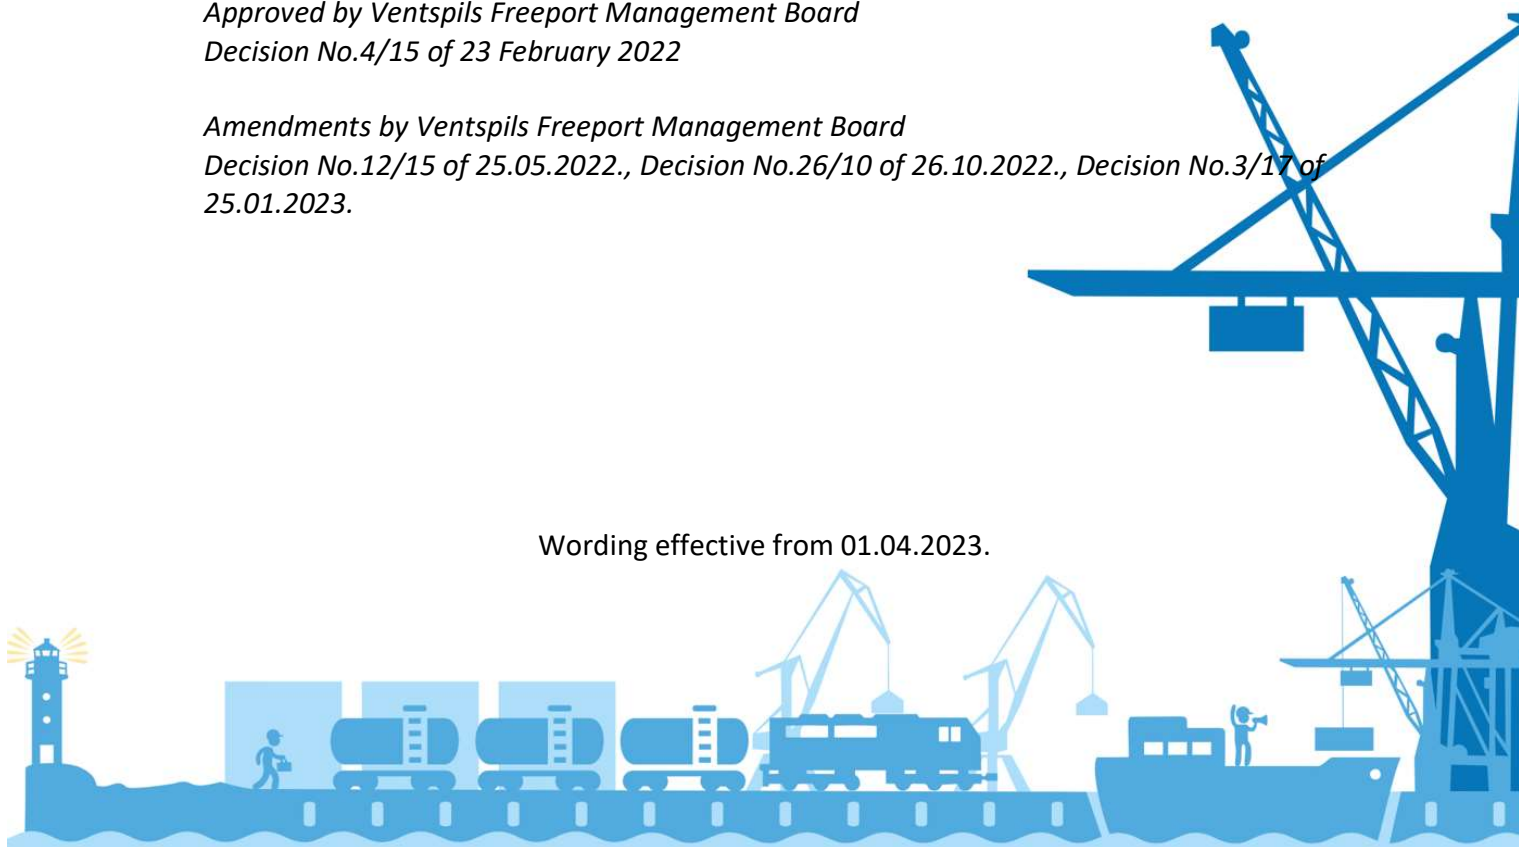 Approved by Ventspils Freeport Management Board
Decision No.4/15 of 23 February 2022
Amendments by Ventspils Freeport Management Board
Decision No.12/15 of 25.05.2022., Decision No.26/10 of 26.10.2022., Decision No.3/17 of
25.01.2023.
Wording effective from 01.04.2023.